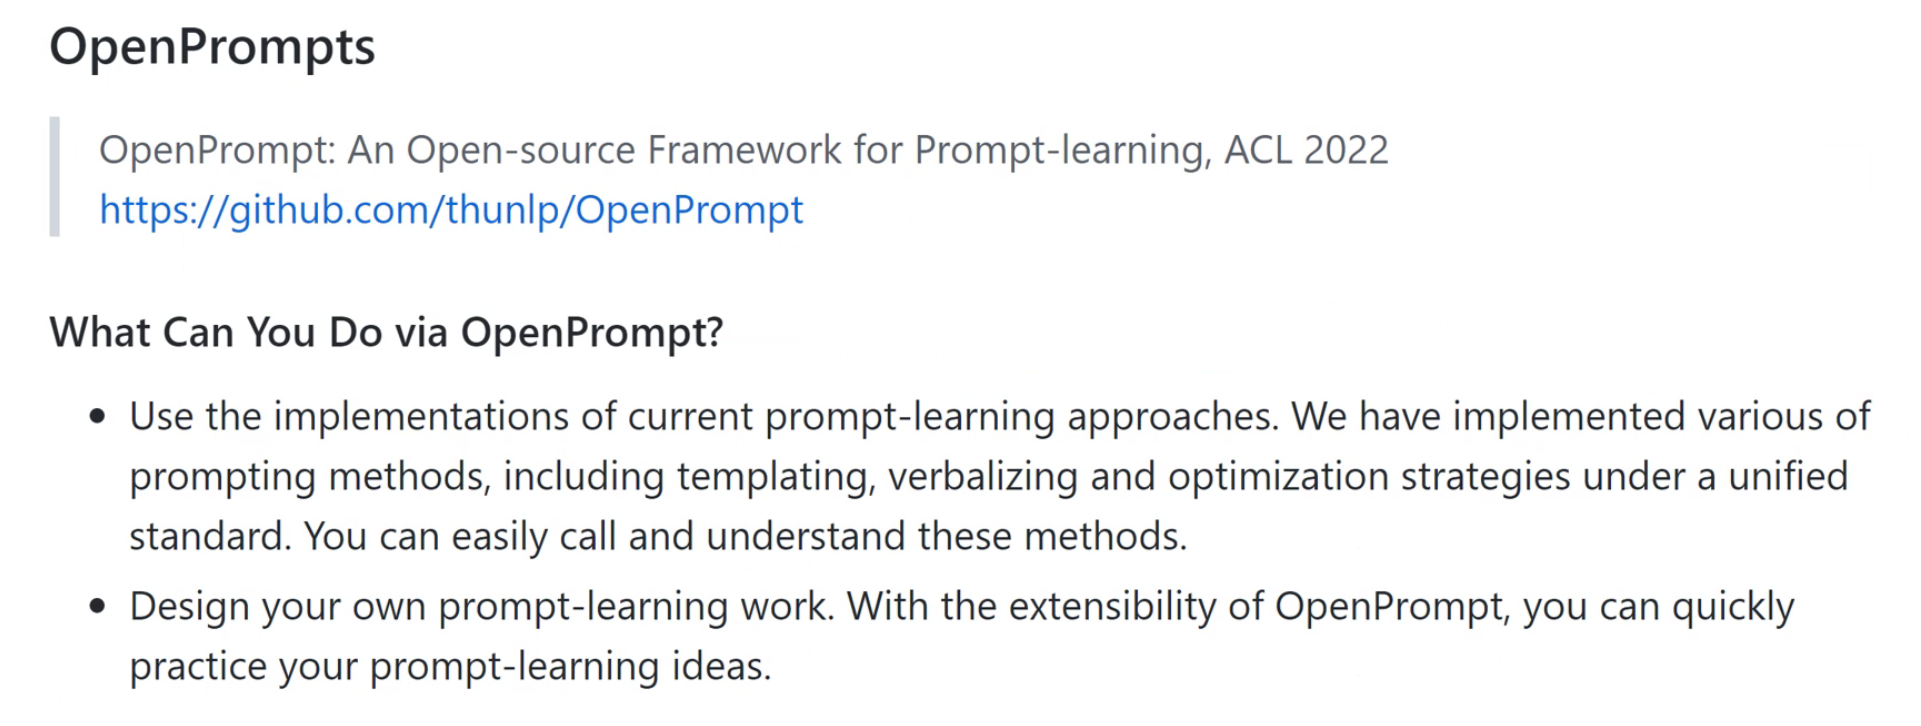 OpenPrompts
OpenPrompt: An Open-source Framework for Prompt-learning, ACL 2022
https://github.com/thunlp/OpenPrompt
What Can You Do via OpenPrompt?
• Use the implementations of current prompt-learning approaches. We have implemented various of
prompting methods, including templating, verbalizing and optimization strategies under a unified
standard. You can easily call and understand these methods.
• Design your own prompt-learning work. With the extensibility of OpenPrompt, you can quickly
practice your prompt-learning ideas.